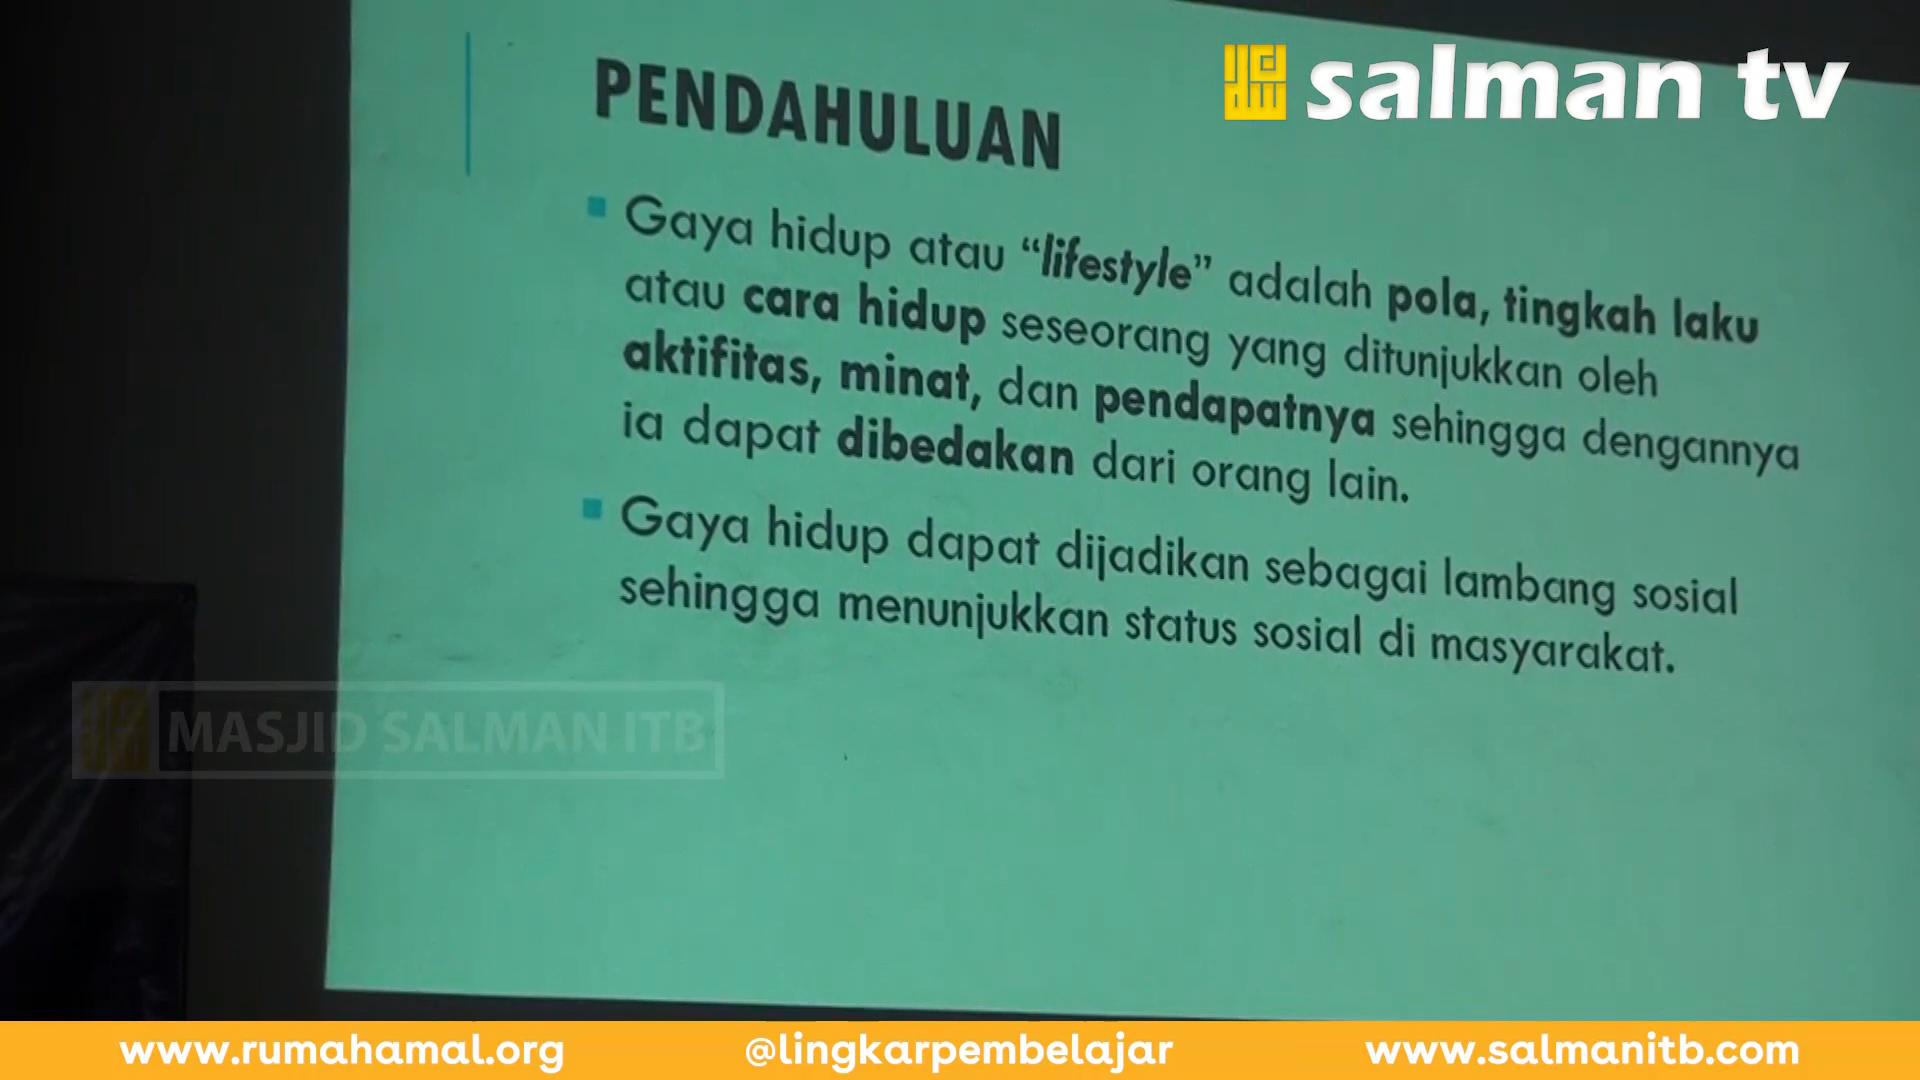 salman tv
PENDAHULUAN
Gaya hidup atau “lifestyle” adalah pola, tingkah laku
atau cara hidup seseorang yang ditunjukkan oleh
aktifitas, minat, dan pendapatnya sehingga dengannya
ia dapat dibedakan dari orang lain.
Gaya hidup dapat dijadikan sebagai lambang sosial
sehingga menunjukkan status sosial di masyarakat.
MASJID SALMAN ITB
www.rumahamal.org
@lingkarpembelajar
www.salmanitb.com